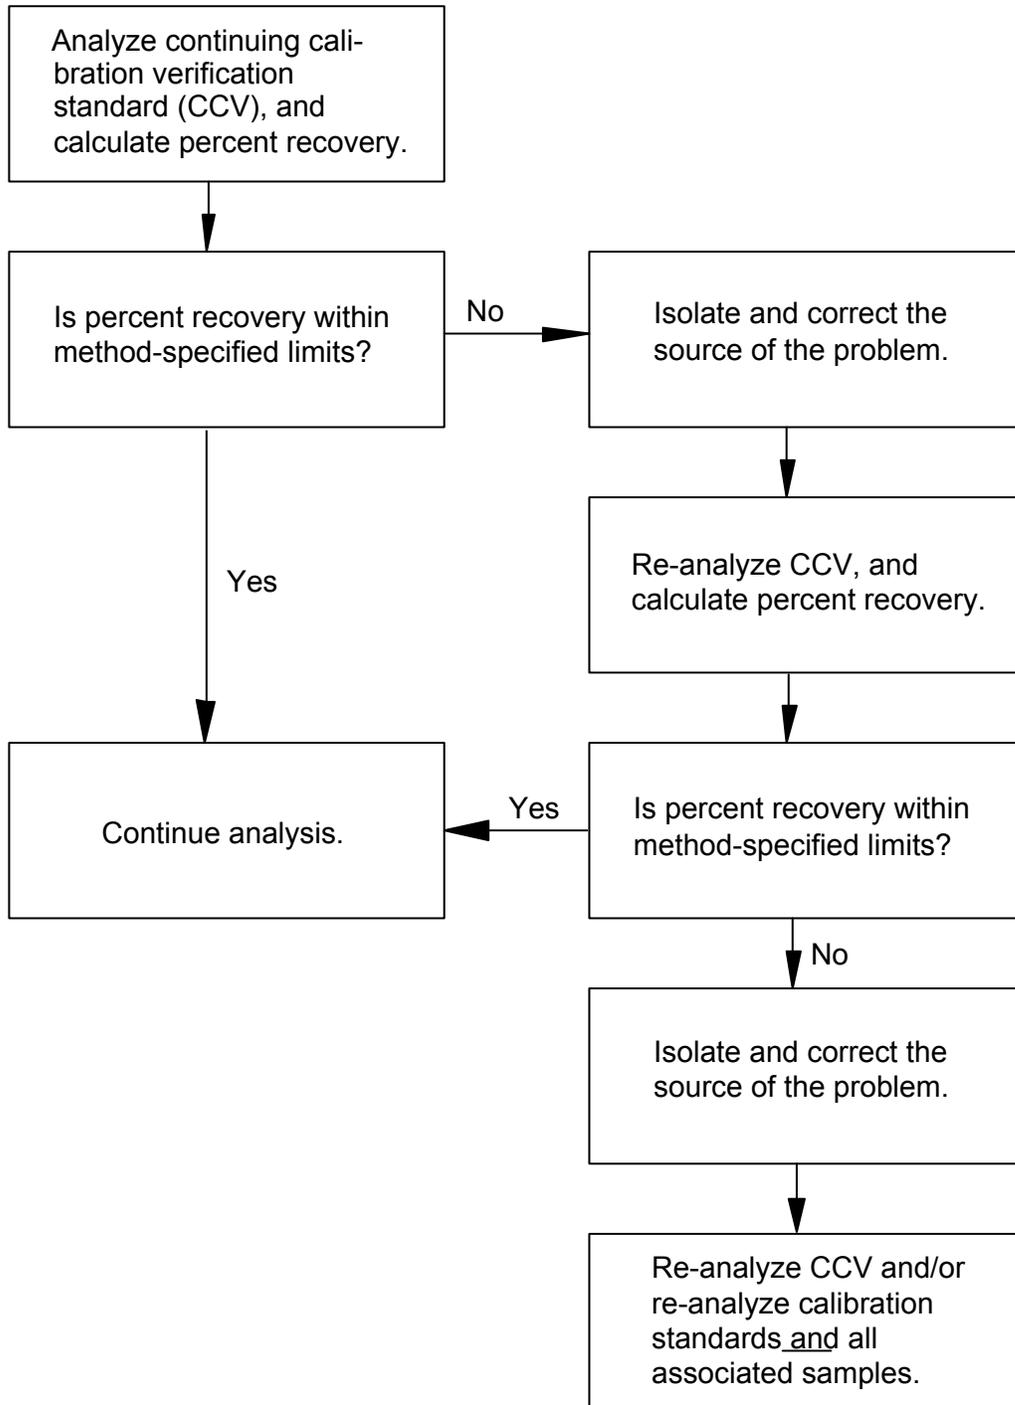 Analyze continuing cali-
bration verification
standard (CCV), and
calculate percent recovery.
Is percent recovery within
method-specified limits?
No
Isolate and correct the
source of the problem.
Yes
Re-analyze CCV, and
calculate percent recovery.
Continue analysis.
Yes
Is percent recovery within
method-specified limits?
No
Isolate and correct the
source of the problem.
Re-analyze CCV and/or
re-analyze calibration
standards and all
associated samples.